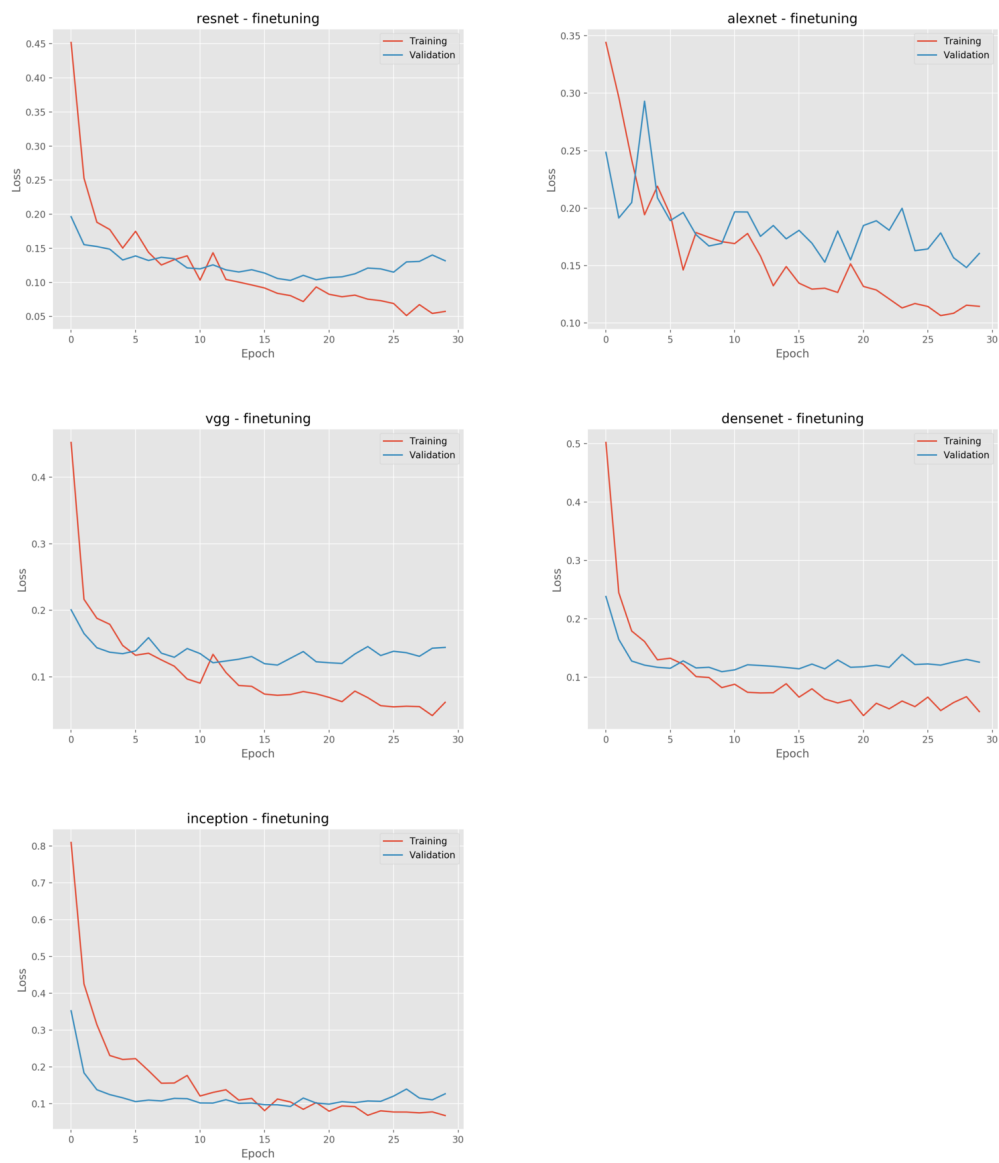 resnet - finetuning
Training
Validation
0.45
0.40
0.35
0.30
0.25
0.20
0.15
0.10
0.05
Loss
0 5 10 15 20 25 30
Epoch
alexnet - finetuning
Training
Validation
0.35
0.30
0.25
0.20
0.15
0.10
Loss
0 5 10 15 20 25 30
Epoch
vgg - finetuning
Training
Validation
0.4
0.3
0.2
0.1
Loss
0 5 10 15 20 25 30
Epoch
densenet - finetuning
Training
Validation
0.5
0.4
0.3
0.2
0.1
Loss
0 5 10 15 20 25 30
Epoch
inception - finetuning
Training
Validation
0.8
0.7
0.6
0.5
0.4
0.3
0.2
0.1
Loss
0 5 10 15 20 25 30
Epoch